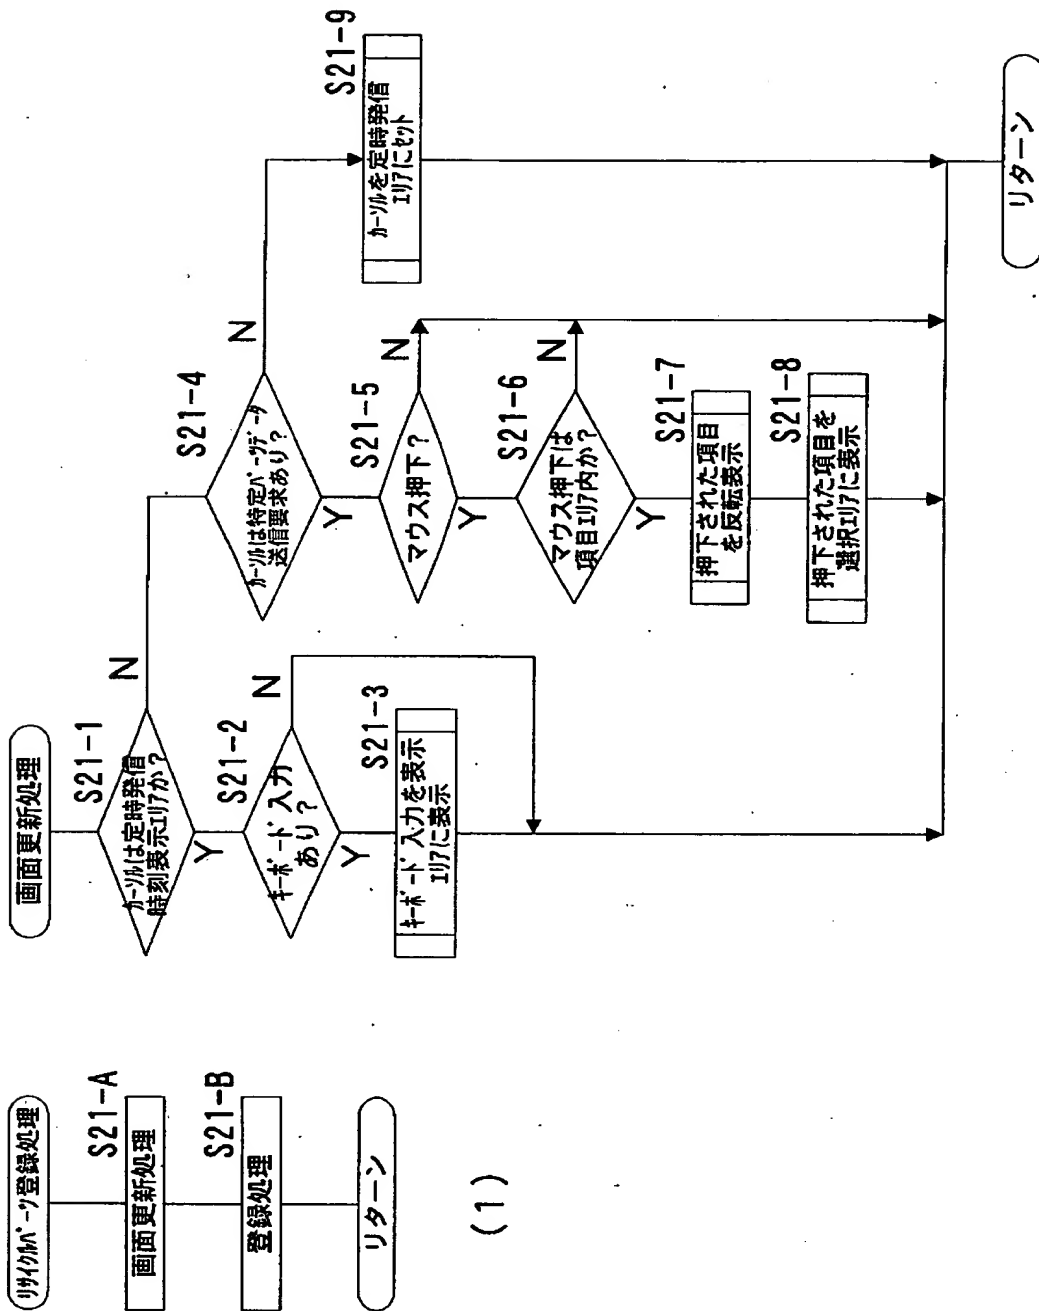 リサイクルパーツ登録処理
S21-A
画面更新処理
S21-B
登録処理
リターン
(1)
画面更新処理
S21-1
カーソルは定時発信
時刻表示エリアか?
N
Y
S21-2
キーボード入力
あり?
N
Y
S21-3
キーボード入力を表示
エリアに表示
S21-4
カーソルは特定パーツデータ
送信要求あり?
N
Y
S21-5
マウス押下?
N
Y
S21-6
マウス押下は
項目エリア内か?
N
Y
S21-7
押下された項目
を反転表示
S21-8
押下された項目を
選択エリアに表示
S21-9
カーソルを定時発信
エリアにセット
リターン